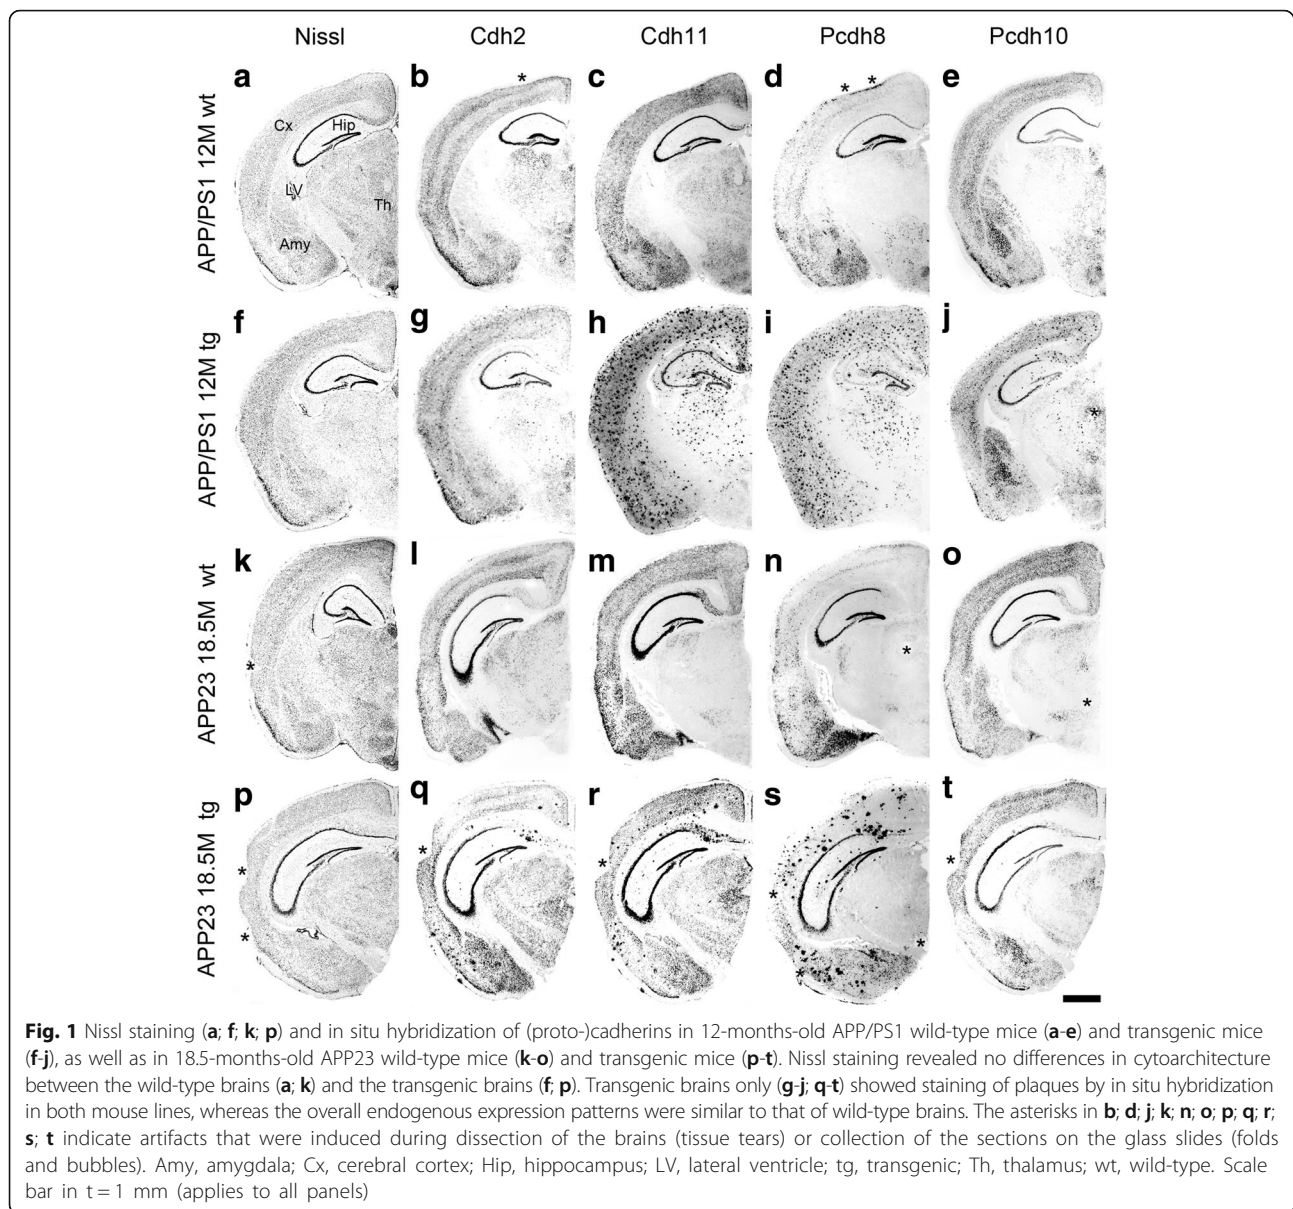 Nissl Cdh2 Cdh11 Pcdh8 Pcdh10
APP/PS1 12M wt
a b * c d * * e
Cx Hip
LV
Th
Amy
APP/PS1 12M tg
f g h i j
*
APP23 18.5M wt
k l m n o
*
*
*
APP23 18.5M tg
p q r s t
* * * *
*
* *
*
Fig. 1 Nissl staining (a; f; k; p) and in situ hybridization of (proto-)cadherins in 12-months-old APP/PS1 wild-type mice (a-e) and transgenic mice
(f-j), as well as in 18.5-months-old APP23 wild-type mice (k-o) and transgenic mice (p-t). Nissl staining revealed no differences in cytoarchitecture
between the wild-type brains (a; k) and the transgenic brains (f; p). Transgenic brains only (g-j; q-t) showed staining of plaques by in situ hybridization
in both mouse lines, whereas the overall endogenous expression patterns were similar to that of wild-type brains. The asterisks in b; d; j; k; n; o; p; q; r;
s; t indicate artifacts that were induced during dissection of the brains (tissue tears) or collection of the sections on the glass slides (folds
and bubbles). Amy, amygdala; Cx, cerebral cortex; Hip, hippocampus; LV, lateral ventricle; tg, transgenic; Th, thalamus; wt, wild-type. Scale
bar in t = 1 mm (applies to all panels)